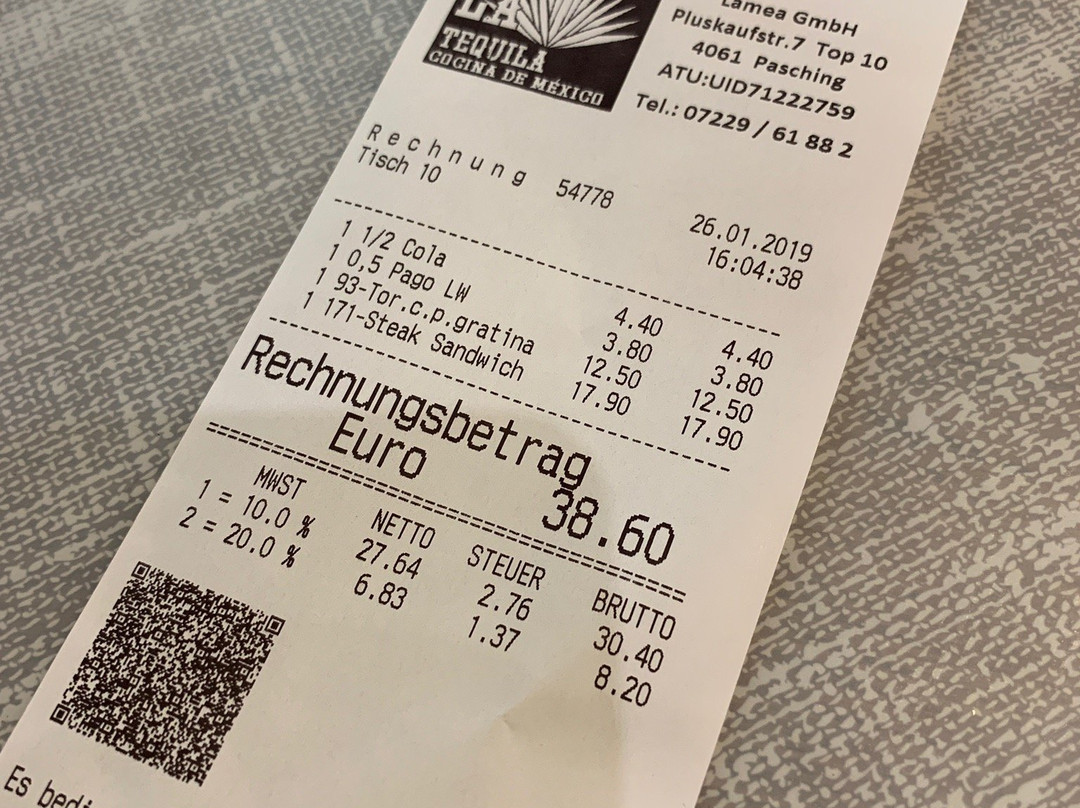 LA
TEQUILA
COCINA DE MÉXICO
Lamea GmbH
Pluskaufstr.7 Top 10
4061 Pasching
ATU:UID71222759
Tel.: 07229 / 61 88 2
Rechnung 54778
Tisch 10
26.01.2019
16:04:38
1 1/2 Cola 4.40 4.40
1 0,5 Pago LW 3.80 3.80
1 93-Tor.c.p.gratina 12.50 12.50
1 171-Steak Sandwich 17.90 17.90
Rechnungsbetrag
Euro 38.60
MWST NETTO STEUER BRUTTO
1 = 10.0 % 27.64 2.76 30.40
2 = 20.0 % 6.83 1.37 8.20
Es